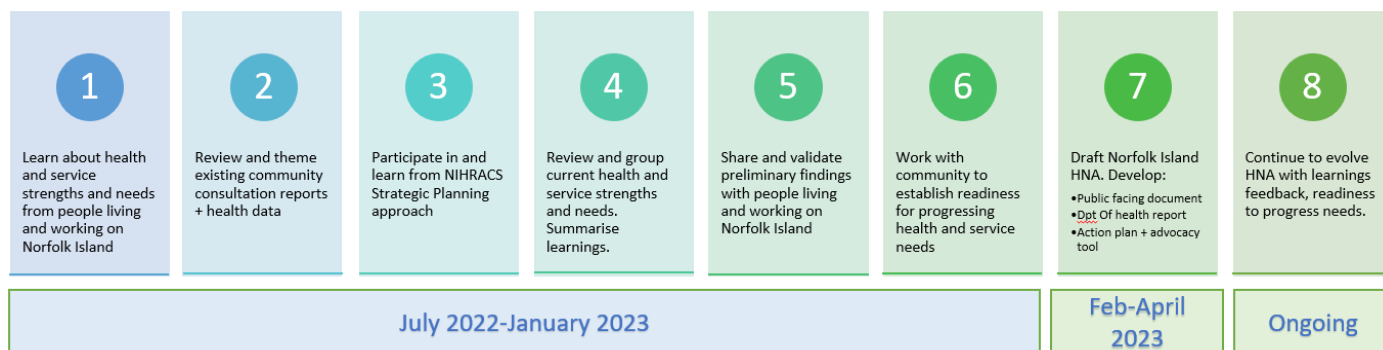 1
Learn about health
and service
strengths and needs
from people living
and working on
Norfolk Island
2
Review and theme
existing community
consultation reports
+ health data
3
Participate in and
learn from NIHRACS
Strategic Planning
approach
4
Review and group
current health and
service strengths
and needs.
Summarise
learnings.
5
Share and validate
preliminary findings
with people living
and working on
Norfolk Island
6
Work with
community to
establish readiness
for progressing
health and service
needs
7
Draft Norfolk Island
HNA. Develop:
•Public facing document
•Dpt Of health report
•Action plan + advocacy
tool
8
Continue to evolve
HNA with learnings
feedback, readiness
to progress needs.
July 2022-January 2023
Feb-April
2023
Ongoing